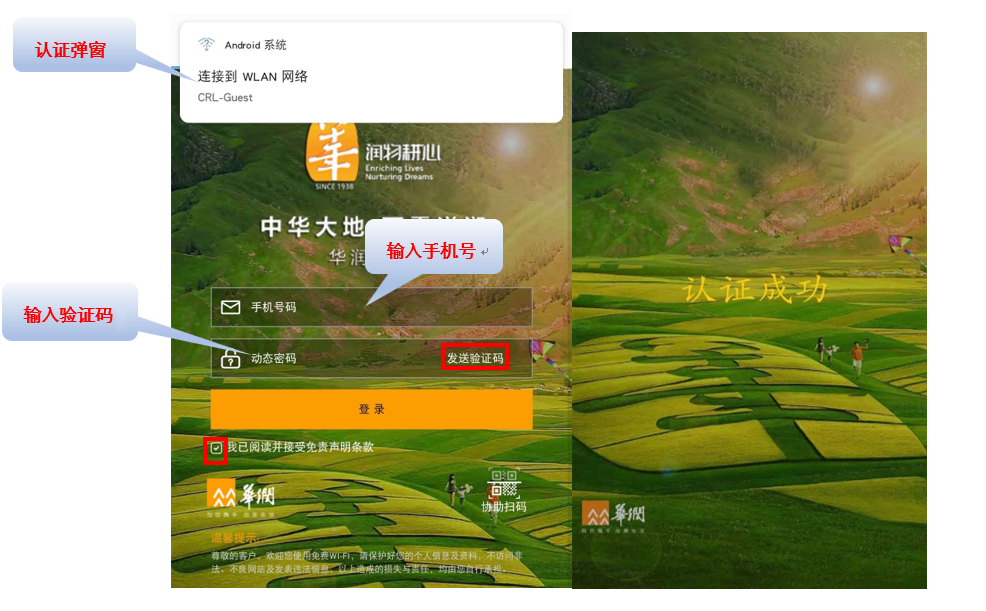 认证弹窗
Android 系统
连接到 WLAN 网络
CRL-Guest
润物耕心
Enriching Lives
Nurturing Dreams
SINCE 1938
中华大地
华润
输入手机号
手机号码
输入验证码
动态密码
发送验证码
登 录
我已阅读并接受免责声明条款
华润
协助扫码
温馨提示:
尊敬的客户，欢迎您使用免费WI-FI，请保护好您的个人信息及资料，不访问非
法、不良网站及发表违法信息，以上造成的损失与责任，均由您自行承担。
认证成功
華潤